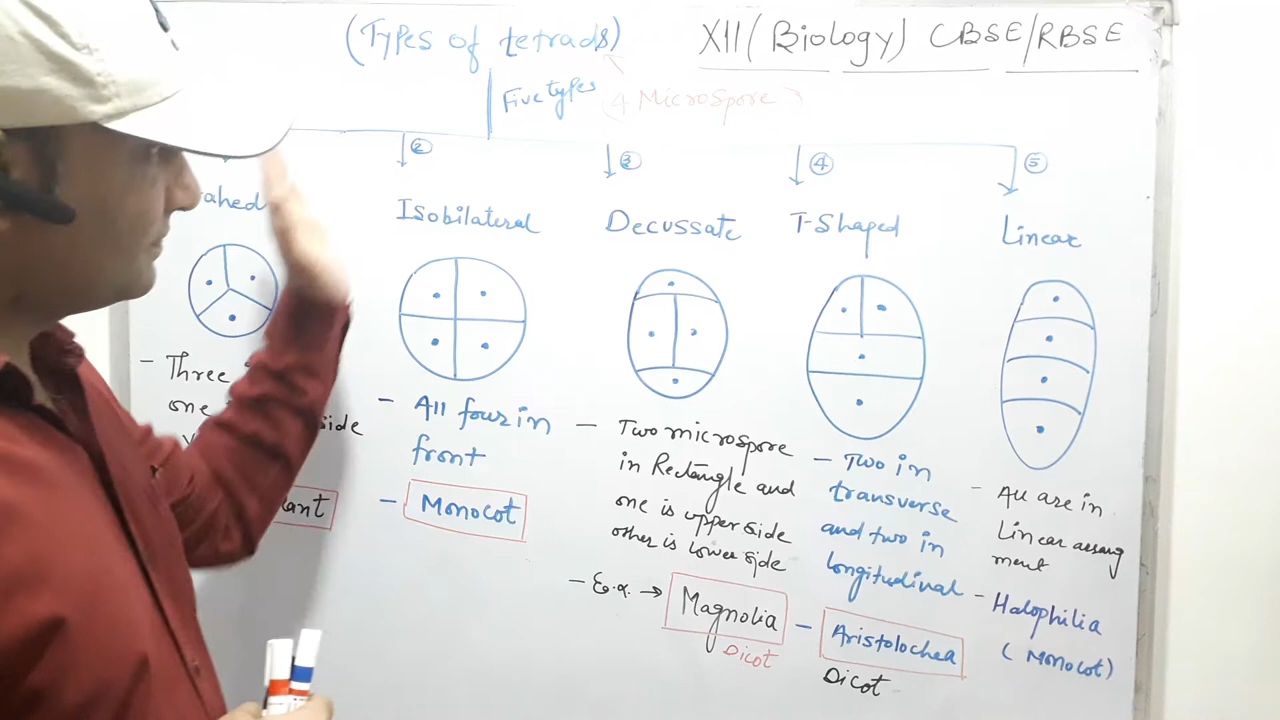 (Types of tetrads)
XII (Biology) CBSE/RBSE
Five types
4 Microspore
②
③
④
⑤
Isobilateral
Decussate
T-Shaped
Linear
- Three
one side
- All four in
front
- Monocot
- Two microspore
in Rectangle and
one is upper side
other is lower side
- E.x. → Magnolia
Dicot
- Two in
transverse
and two in
longitudinal
- Aristolochea
Dicot
- All are in
Linear arrang
ment
- Halophilia
(Monocot)